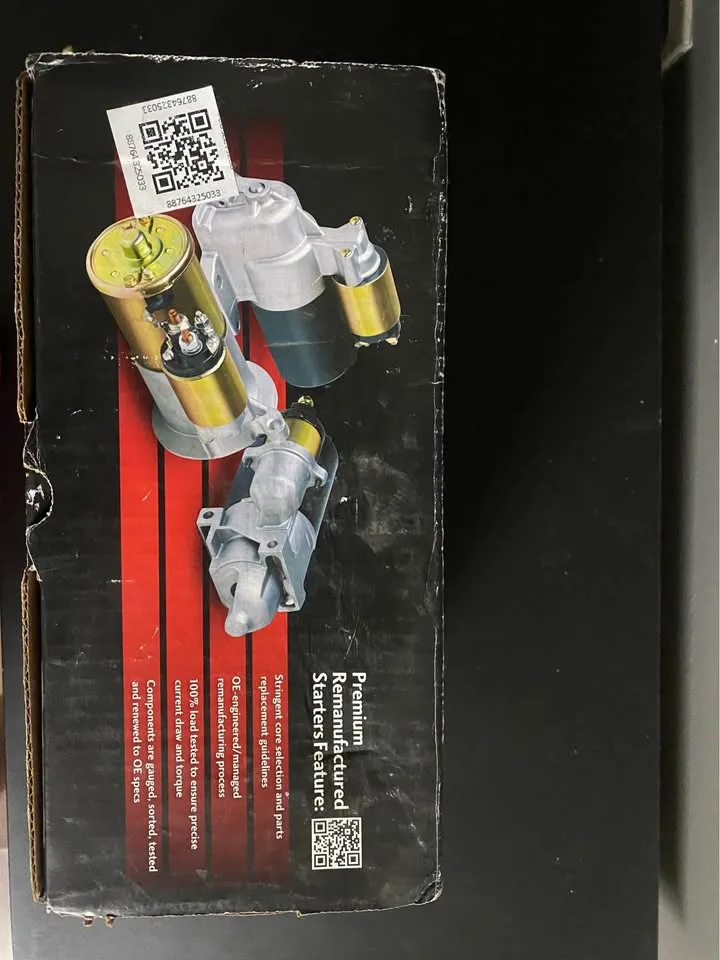 88764325033
88764325033
88764325033
Premium
Remanufactured
Starters Feature:
Stringent core selection and parts
replacement guidelines
OE-engineered/managed
remanufacturing process
100% load tested to ensure precise
current draw and torque
Components are gauged, sorted, tested
and renewed to OE specs